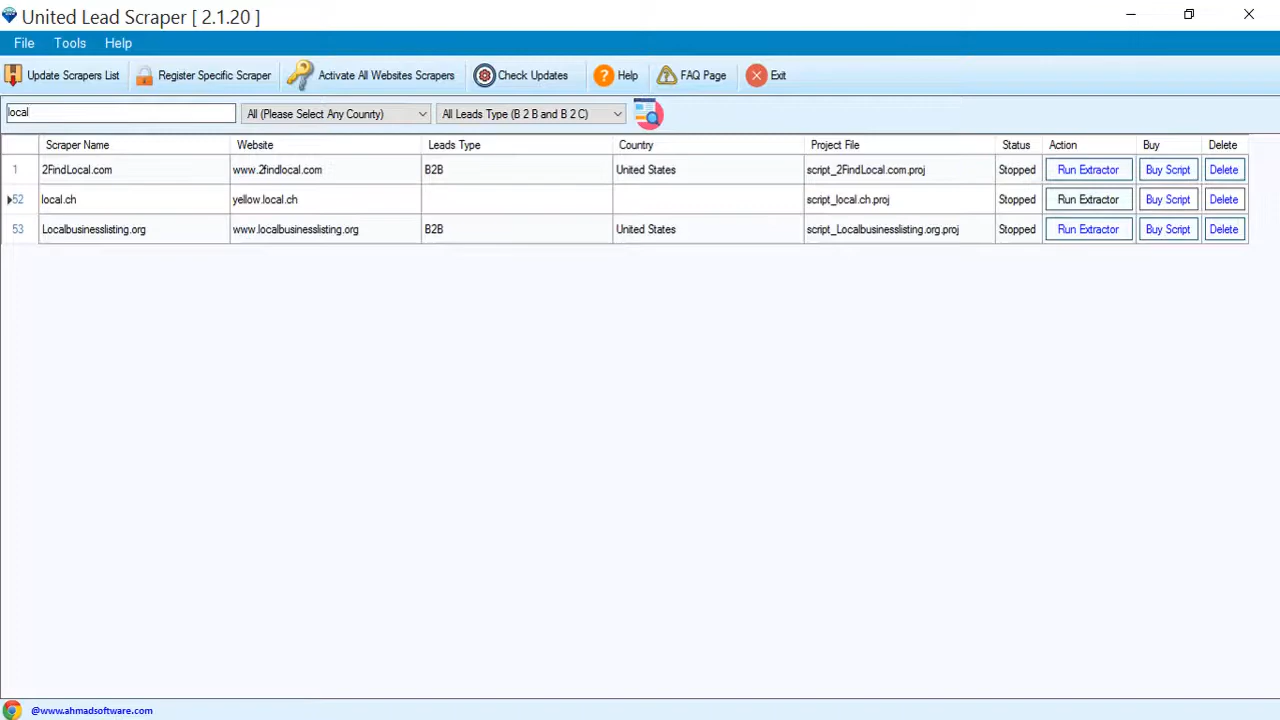 United Lead Scraper [ 2.1.20 ]
File Tools Help
Update Scrapers List Register Specific Scraper Activate All Websites Scrapers Check Updates Help FAQ Page Exit
local All (Please Select Any Counrty) All Leads Type (B 2 B and B 2 C)
Scraper Name Website Leads Type Country Project File Status Action Buy Delete
1 2FindLocal.com www.2findlocal.com B2B United States script_2FindLocal.com.proj Stopped Run Extractor Buy Script Delete
52 local.ch yellow.local.ch script_local.ch.proj Stopped Run Extractor Buy Script Delete
53 Localbusinesslisting.org www.localbusinesslisting.org B2B United States script_Localbusinesslisting.org.proj Stopped Run Extractor Buy Script Delete
@www.ahmadsoftware.com